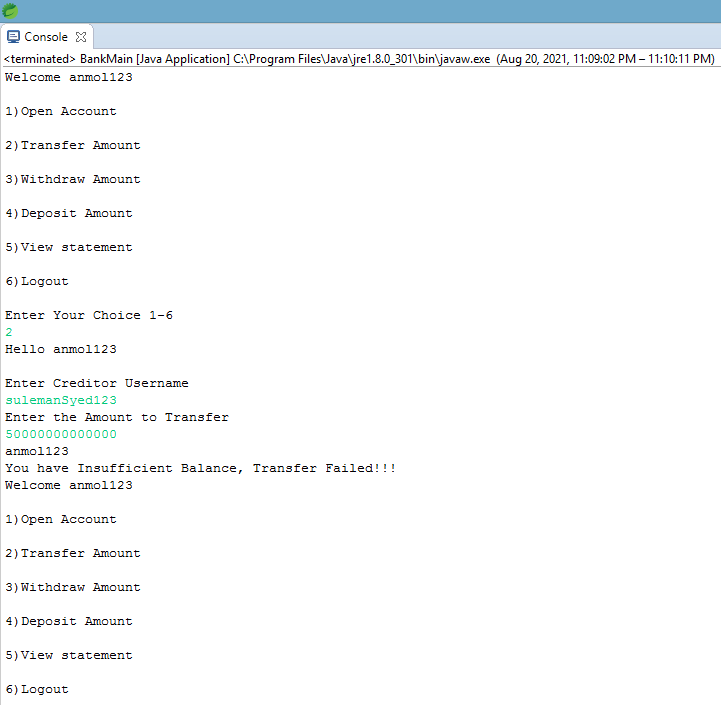 Console
<terminated> BankMain [Java Application] C:\Program Files\Java\jre1.8.0_301\bin\javaw.exe (Aug 20, 2021, 11:09:02 PM – 11:10:11 PM)
Welcome anmol123
1)Open Account
2)Transfer Amount
3)Withdraw Amount
4)Deposit Amount
5)View statement
6)Logout
Enter Your Choice 1-6
2
Hello anmol123
Enter Creditor Username
sulemanSyed123
Enter the Amount to Transfer
50000000000000
anmol123
You have Insufficient Balance, Transfer Failed!!!
Welcome anmol123
1)Open Account
2)Transfer Amount
3)Withdraw Amount
4)Deposit Amount
5)View statement
6)Logout